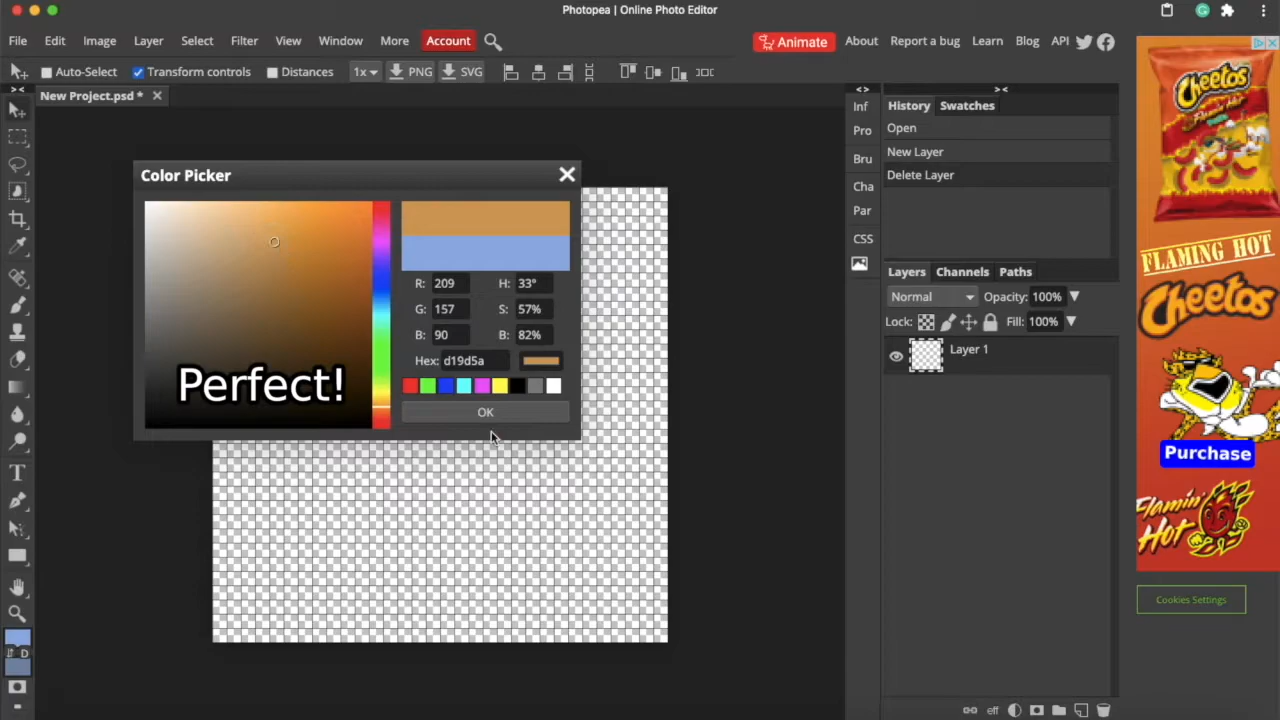 Photopea | Online Photo Editor
File Edit Image Layer Select Filter View Window More Account
Animate About Report a bug Learn Blog API
Auto-Select Transform controls Distances 1x PNG SVG
New Project.psd *
Color Picker
R: 209 H: 33°
G: 157 S: 57%
B: 90 B: 82%
Hex: d19d5a
OK
Perfect!
T
D
Inf
Pro
Bru
Cha
Par
CSS
History Swatches
Open
New Layer
Delete Layer
Layers Channels Paths
Normal Opacity: 100%
Lock: Fill: 100%
Layer 1
eff
Cheetos
FLAMING HOT
Cheetos
Purchase
Flamin'
Hot
Cookies Settings